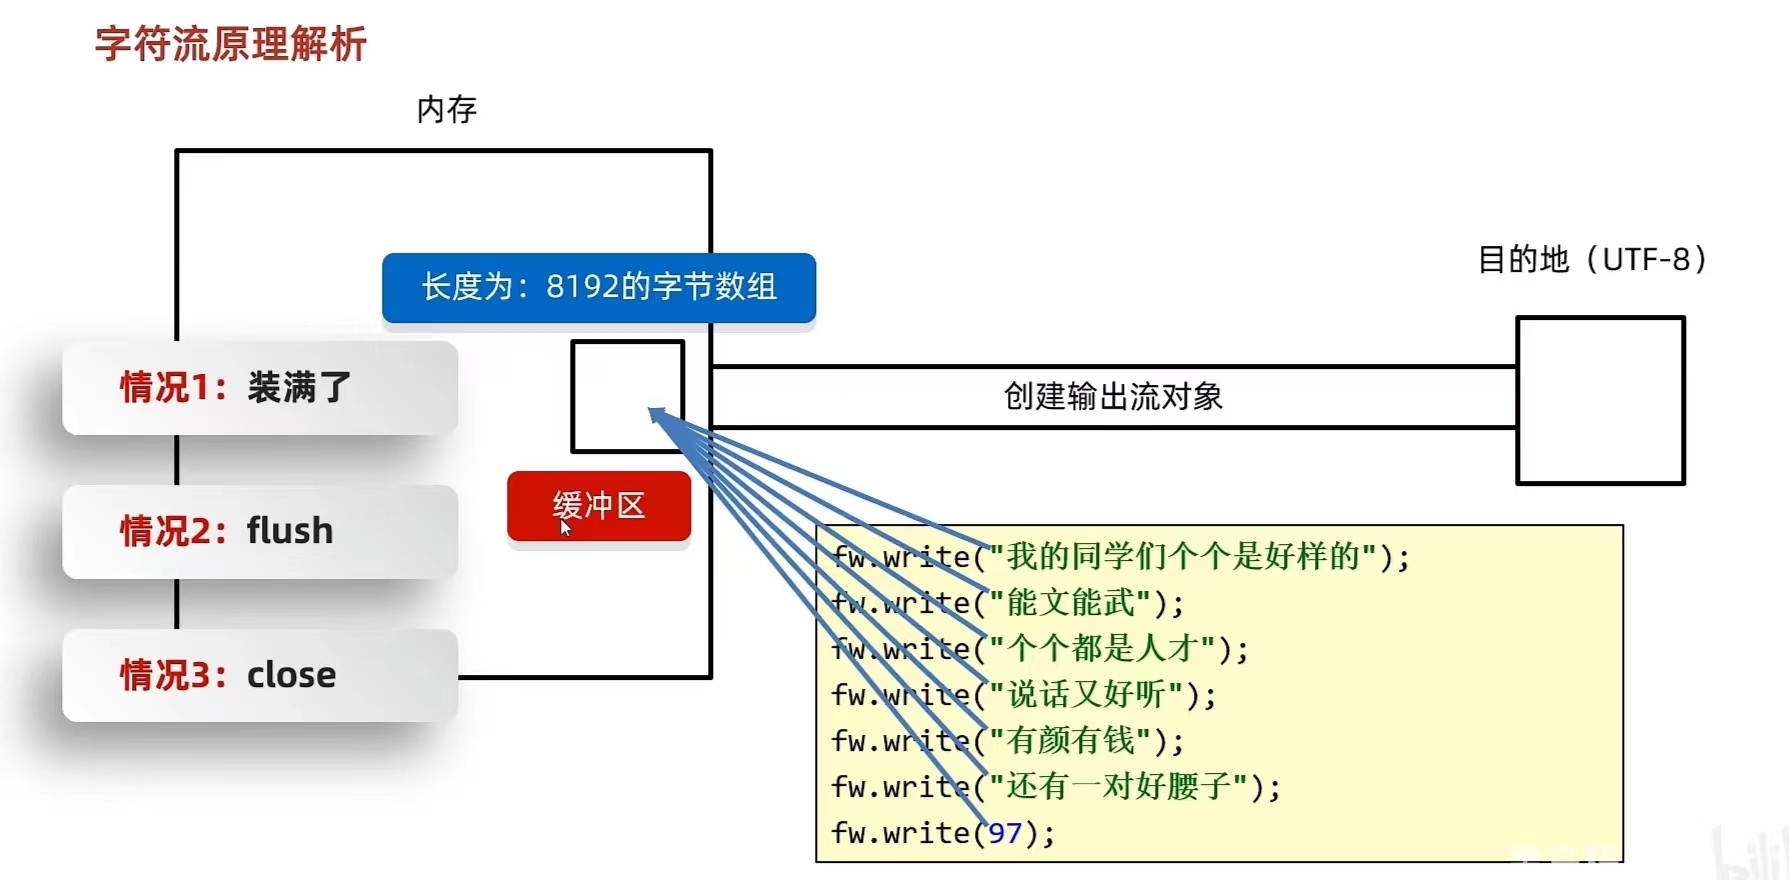 字符流原理解析
内存
长度为：8192的字节数组
目的地（UTF-8）
情况1：装满了
创建输出流对象
缓冲区
情况2：flush
情况3：close
fw.write("我的同学们个个是好样的");
fw.write("能文能武");
fw.write("个个都是人才");
fw.write("说话又好听");
fw.write("有颜有钱");
fw.write("还有一对好腰子");
fw.write(97);